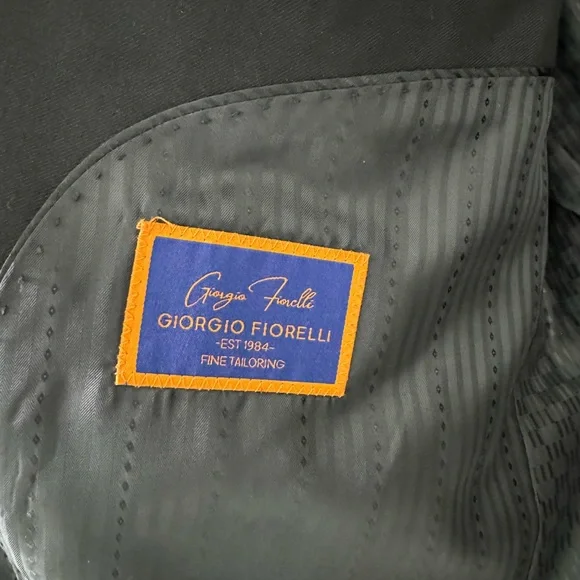 Giorgio Fiorelli
GIORGIO FIORELLI
-EST 1984-
FINE TAILORING